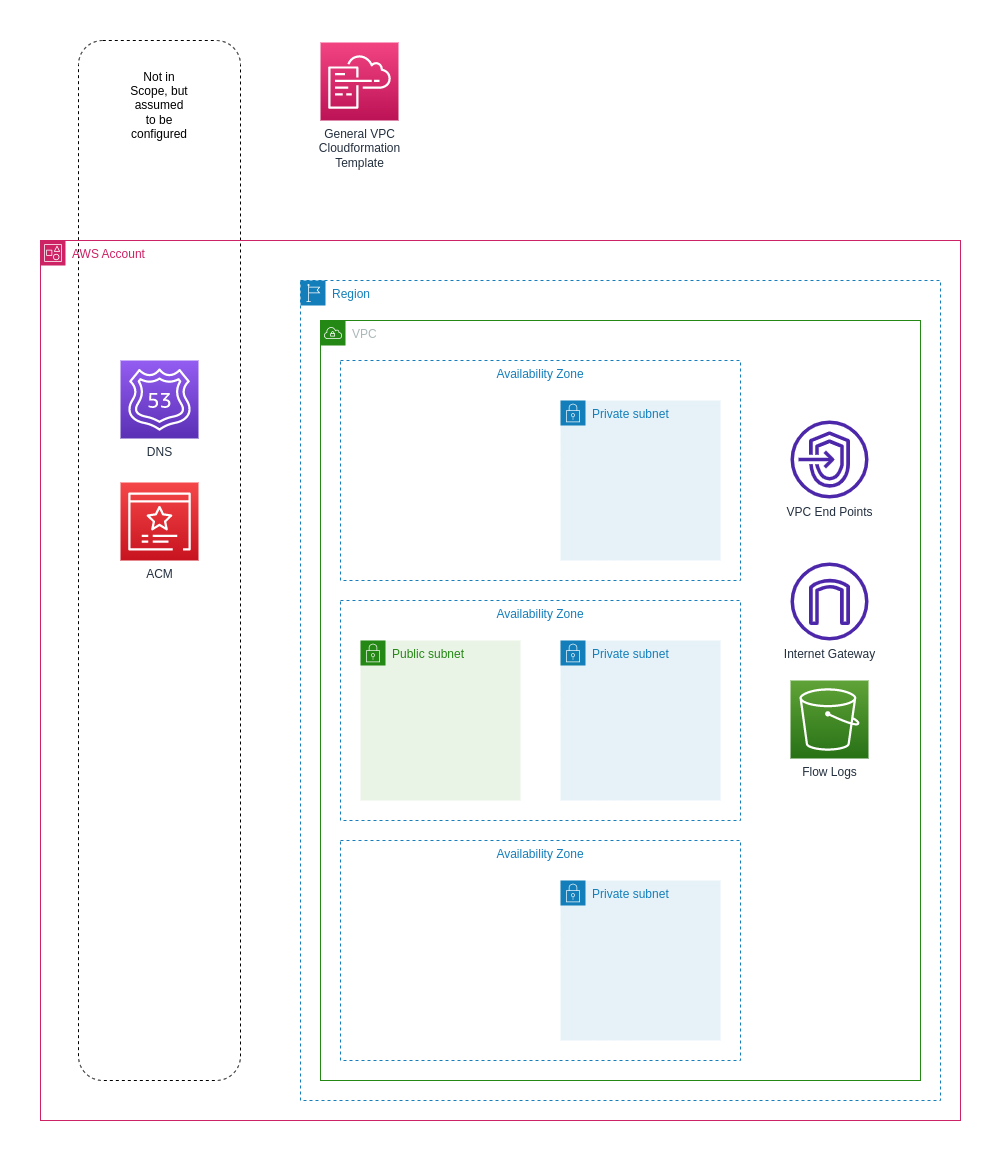 Not in
Scope, but
assumed
to be
configured
General VPC
Cloudformation
Template
AWS Account
Region
VPC
Availability Zone
Private subnet
VPC End Points
53
DNS
ACM
Availability Zone
Public subnet
Private subnet
Internet Gateway
Flow Logs
Availability Zone
Private subnet